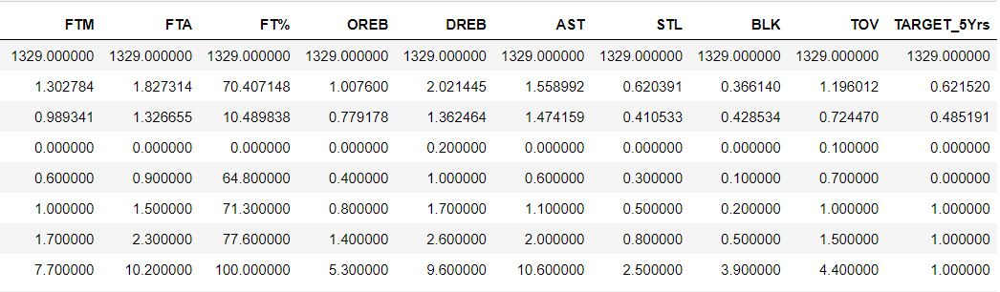 FTM FTA FT% OREB DREB AST STL BLK TOV TARGET_5Yrs
1329.000000 1329.000000 1329.000000 1329.000000 1329.000000 1329.000000 1329.000000 1329.000000 1329.000000 1329.000000
1.302784 1.827314 70.407148 1.007600 2.021445 1.558992 0.620391 0.366140 1.196012 0.621520
0.989341 1.326655 10.489838 0.779178 1.362464 1.474159 0.410533 0.428534 0.724470 0.485191
0.000000 0.000000 0.000000 0.000000 0.200000 0.000000 0.000000 0.000000 0.100000 0.000000
0.600000 0.900000 64.800000 0.400000 1.000000 0.600000 0.300000 0.100000 0.700000 0.000000
1.000000 1.500000 71.300000 0.800000 1.700000 1.100000 0.500000 0.200000 1.000000 1.000000
1.700000 2.300000 77.600000 1.400000 2.600000 2.000000 0.800000 0.500000 1.500000 1.000000
7.700000 10.200000 100.000000 5.300000 9.600000 10.600000 2.500000 3.900000 4.400000 1.000000